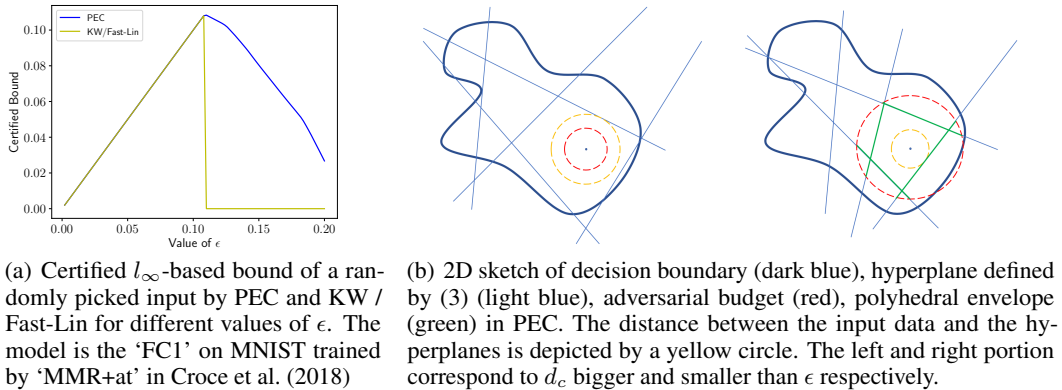 PEC
KW/Fast-Lin
Certified Bound
0.10
0.08
0.06
0.04
0.02
0.00
0.00 0.05 0.10 0.15 0.20
Value of ϵ
(a) Certified l∞-based bound of a ran-
domly picked input by PEC and KW /
Fast-Lin for different values of ϵ. The
model is the ‘FC1’ on MNIST trained
by ‘MMR+at’ in Croce et al. (2018)
(b) 2D sketch of decision boundary (dark blue), hyperplane defined
by (3) (light blue), adversarial budget (red), polyhedral envelope
(green) in PEC. The distance between the input data and the hy-
perplanes is depicted by a yellow circle. The left and right portion
correspond to d_c bigger and smaller than ϵ respectively.